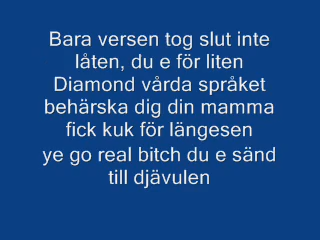 Bara versen tog slut inte
låten, du e för liten
Diamond vårda språket
behärska dig din mamma
fick kuk för längesen
ye go real bitch du e sänd
till djävulen